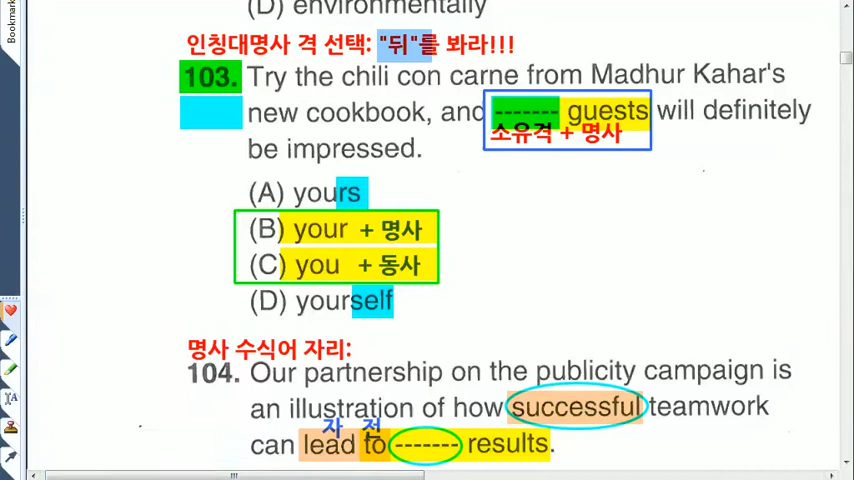 (D) environmentally
Bookmark
인칭대명사 격 선택: "뒤"를 봐라!!!
103. Try the chili con carne from Madhur Kahar's
new cookbook, and ------- guests will definitely
소유격 + 명사
be impressed.
(A) yours
(B) your + 명사
(C) you + 동사
(D) yourself
명사 수식어 자리:
104. Our partnership on the publicity campaign is
an illustration of how successful teamwork
자 전
can lead to ------- results.